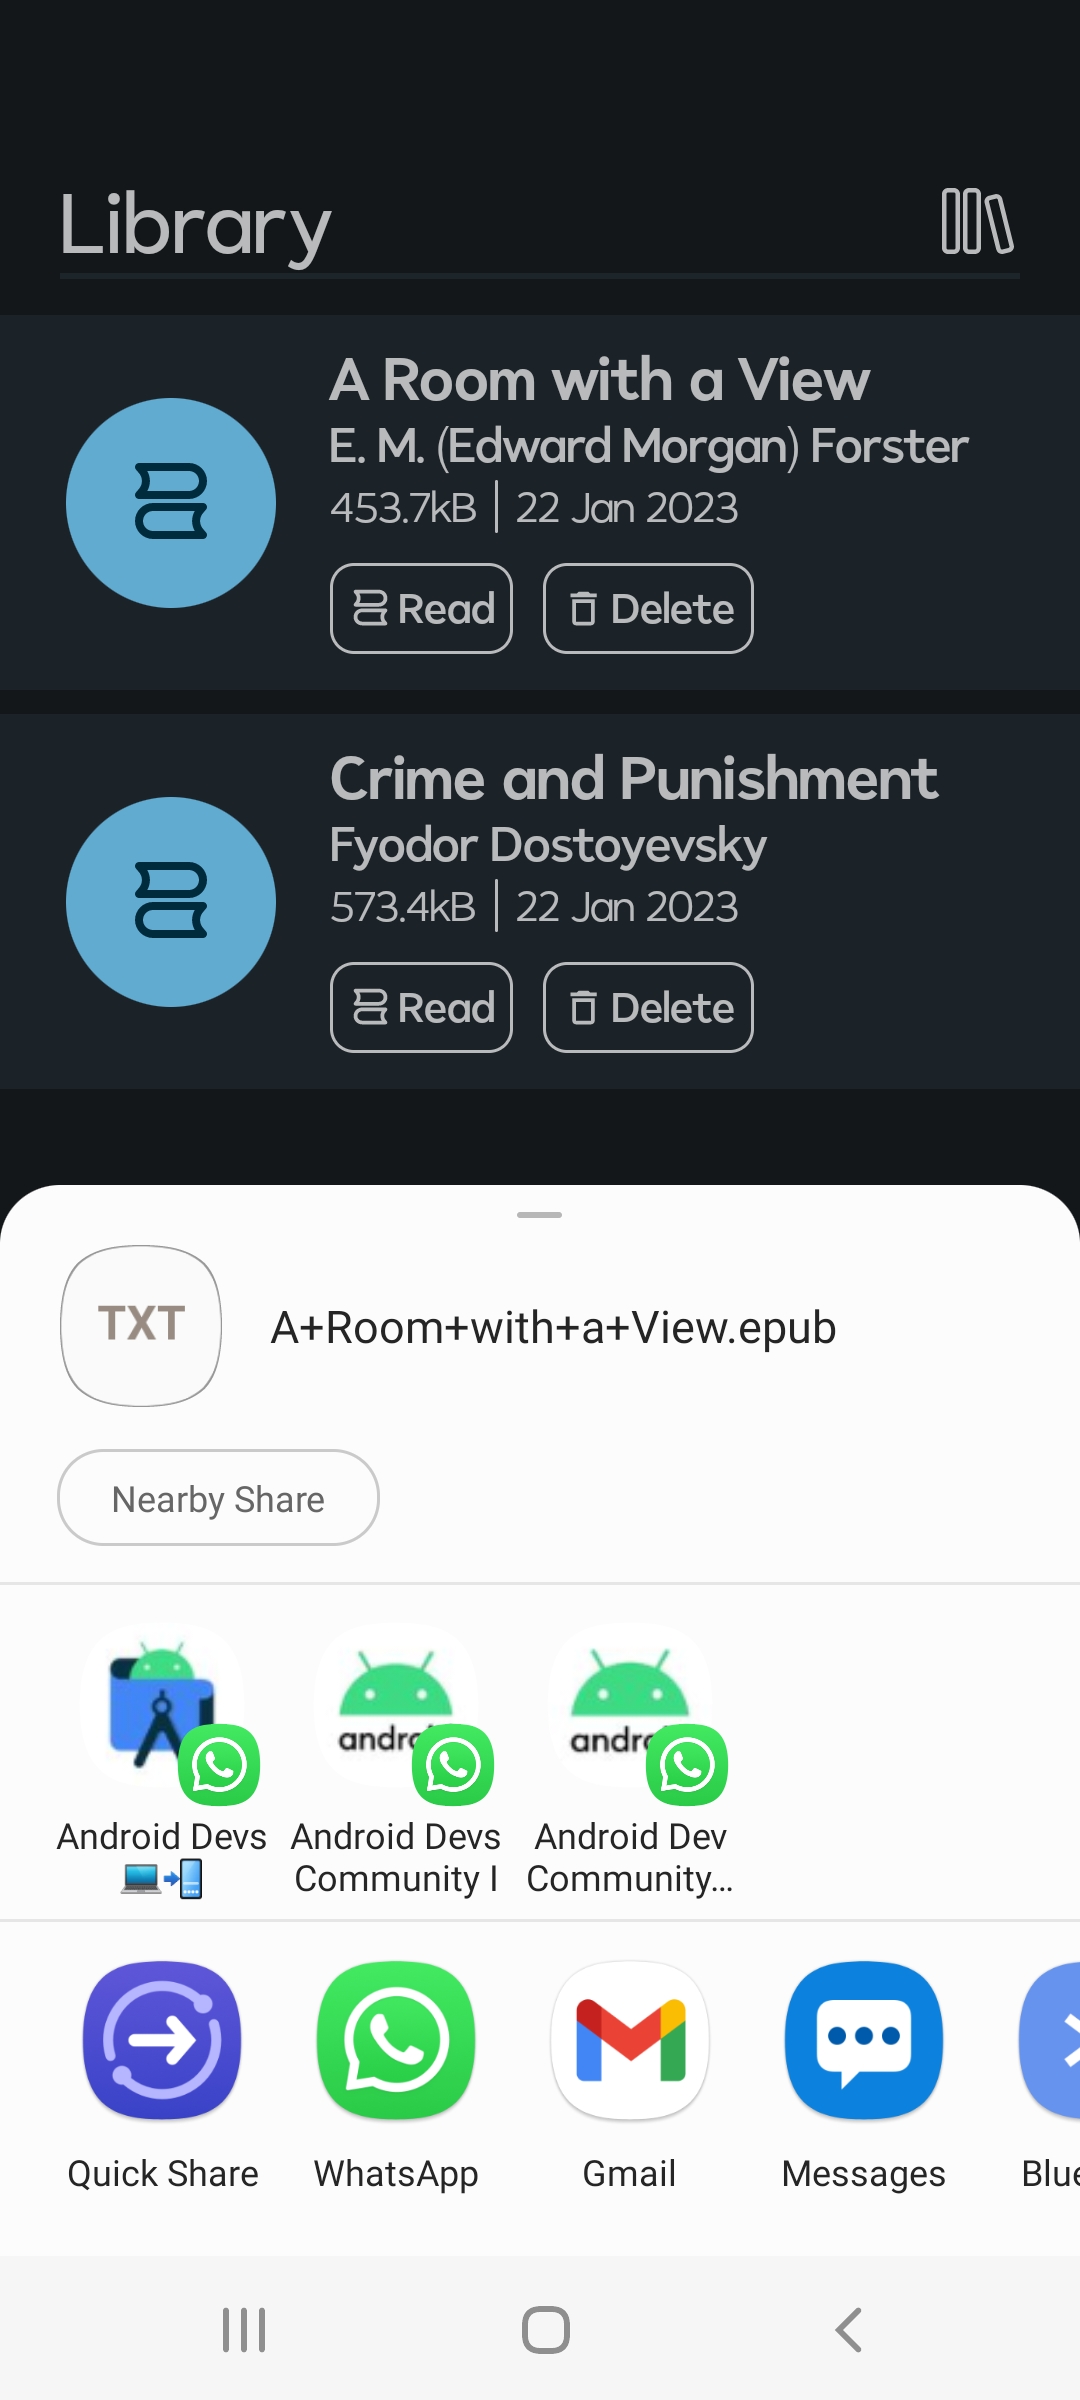 Library
A Room with a View
E. M. (Edward Morgan) Forster
453.7kB | 22 Jan 2023
Read
Delete
Crime and Punishment
Fyodor Dostoyevsky
573.4kB | 22 Jan 2023
Read
Delete
TXT
A+Room+with+a+View.epub
Nearby Share
Android Devs
Android Devs
Community I
Android Dev
Community...
Quick Share
WhatsApp
Gmail
Messages